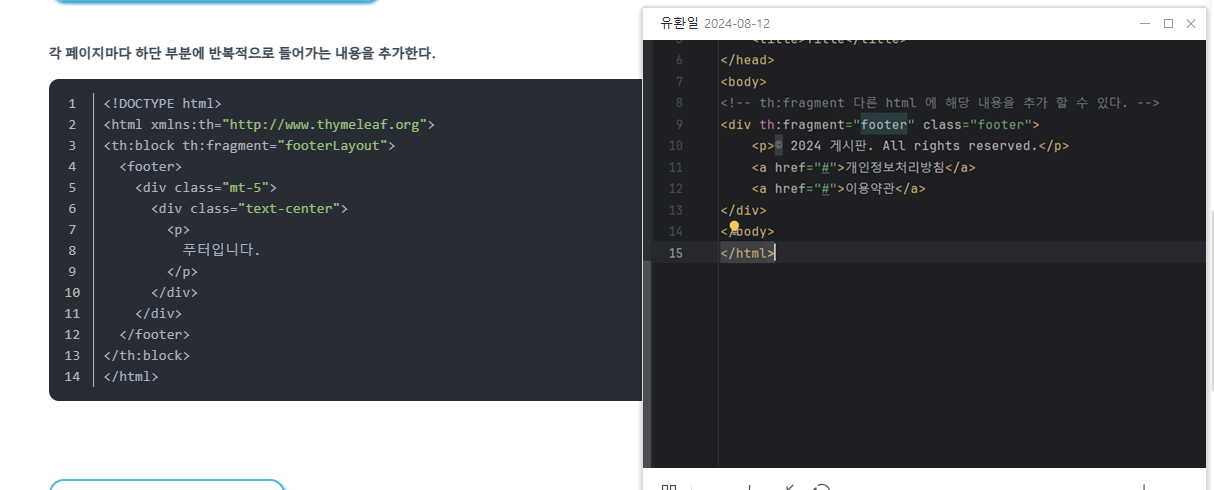 각 페이지마다 하단 부분에 반복적으로 들어가는 내용을 추가한다.
1 <!DOCTYPE html>
2 <html xmlns:th="http://www.thymeleaf.org">
3 <th:block th:fragment="footerLayout">
4 <footer>
5 <div class="mt-5">
6 <div class="text-center">
7 <p>
8 푸터입니다.
9 </p>
10 </div>
11 </div>
12 </footer>
13 </th:block>
14 </html>
유환일 2024-08-12
5 <title>Title</title>
6 </head>
7 <body>
8 <!-- th:fragment 다른 html 에 해당 내용을 추가 할 수 있다. -->
9 <div th:fragment="footer" class="footer">
10 <p>© 2024 게시판. All rights reserved.</p>
11 <a href="#">개인정보처리방침</a>
12 <a href="#">이용약관</a>
13 </div>
14 </body>
15 </html>